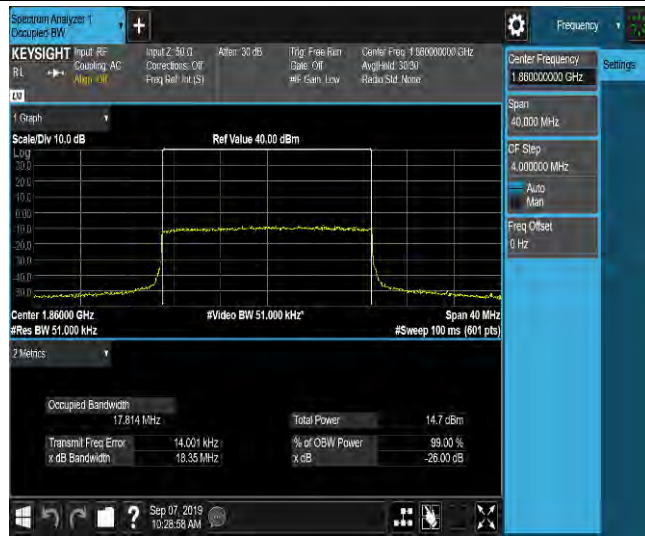 Spectrum Analyzer 1
Occupied BW
Frequency
KEYSIGHT Input: RF Input Z: 50 Ω Atten: 30 dB Trig: Free Run Center Freq: 1.860000000 GHz
RL Coupling: AC Corrections: Off Gate: Off Avg|Hold: 30/30
Align: Off Freq Ref: Int (S) #IF Gain: Low Radio Std: None
LXI
Center Frequency
1.860000000 GHz
Settings
Span
40.000 MHz
CF Step
4.000000 MHz
Auto
Man
Freq Offset
0 Hz
1 Graph
Scale/Div 10.0 dB Ref Value 40.00 dBm
Log
30.0
20.0
10.0
0.00
-10.0
-20.0
-30.0
-40.0
-50.0
Center 1.86000 GHz #Video BW 51.000 kHz* Span 40 MHz
#Res BW 51.000 kHz #Sweep 100 ms (601 pts)
2 Metrics
Occupied Bandwidth
17.814 MHz Total Power 14.7 dBm
Transmit Freq Error 14.001 kHz % of OBW Power 99.00 %
x dB Bandwidth 18.35 MHz x dB -26.00 dB
? Sep 07, 2019
10:28:58 AM